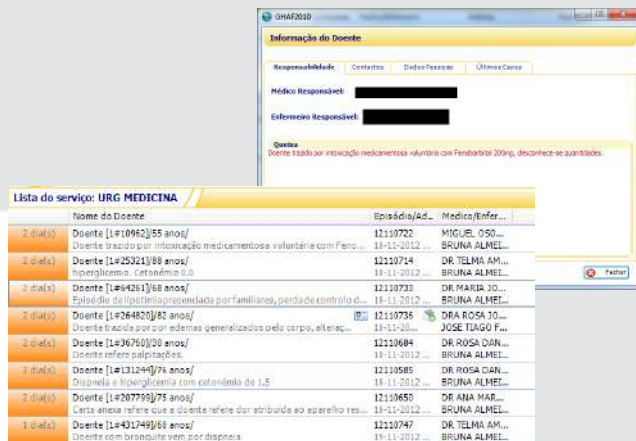 GHAF2010
Informação do Doente
Responsabilidade Contactos Dados Pessoais Últimos Casos
Médico Responsável:
Enfermeiro Responsável:
Queixa
Doente trazido por intoxicação medicamentosa voluntária com Fenobarbital 200mg, desconhece-se quantidades.
Fechar
Lista do serviço: URG MEDICINA
Nome do Doente Episódio/Ad... Medico/Enfer...
2 dia(s) Doente [1#10962]/55 anos/ 12110722 MIGUEL OSO...
Doente trazido por intoxicação medicamentosa voluntária com Feno... 18-11-2012 ... BRUNA ALMEI...
2 dia(s) Doente [1#25321]/88 anos/ 12110714 DR TELMA AM...
hiperglicemia. Cetonémia 0.0 18-11-2012 ... BRUNA ALMEI...
2 dia(s) Doente [1#64261]/68 anos/ 12110733 DR MARIA JO...
Episódio de lipotimia presenciada por familiares, perda de controlo d... 18-11-2012 ... BRUNA ALMEI...
2 dia(s) Doente [1#264820]/82 anos/ 12110736 DRA ROSA JO...
Doente trazida por por edemas generalizados pelo corpo, alteraç... 18-11-20... JOSE TIAGO F...
2 dia(s) Doente [1#36750]/30 anos/ 12110684 DR ROSA DAN...
Doente refere palpitações. 18-11-2012 ... BRUNA ALMEI...
dia(s) Doente [1#131244]/76 anos/ 12110585 DR ROSA DAN...
Dispneia e hiperglicemia com cetonémia de 1.5 18-11-2012 ... BRUNA ALMEI...
2 dia(s) Doente [1#207799]/75 anos/ 12110650 DR ANA MAR...
Carta anexa refere que a doente refere dor atribuída ao aparelho res... 18-11-2012 ... BRUNA ALMEI...
1 dia(s) Doente [1#431749]/60 anos/ 12110747 DR TELMA AM...
Doente com bronquite vem por dispneia 19-11-2012 ... BRUNA ALMEI...